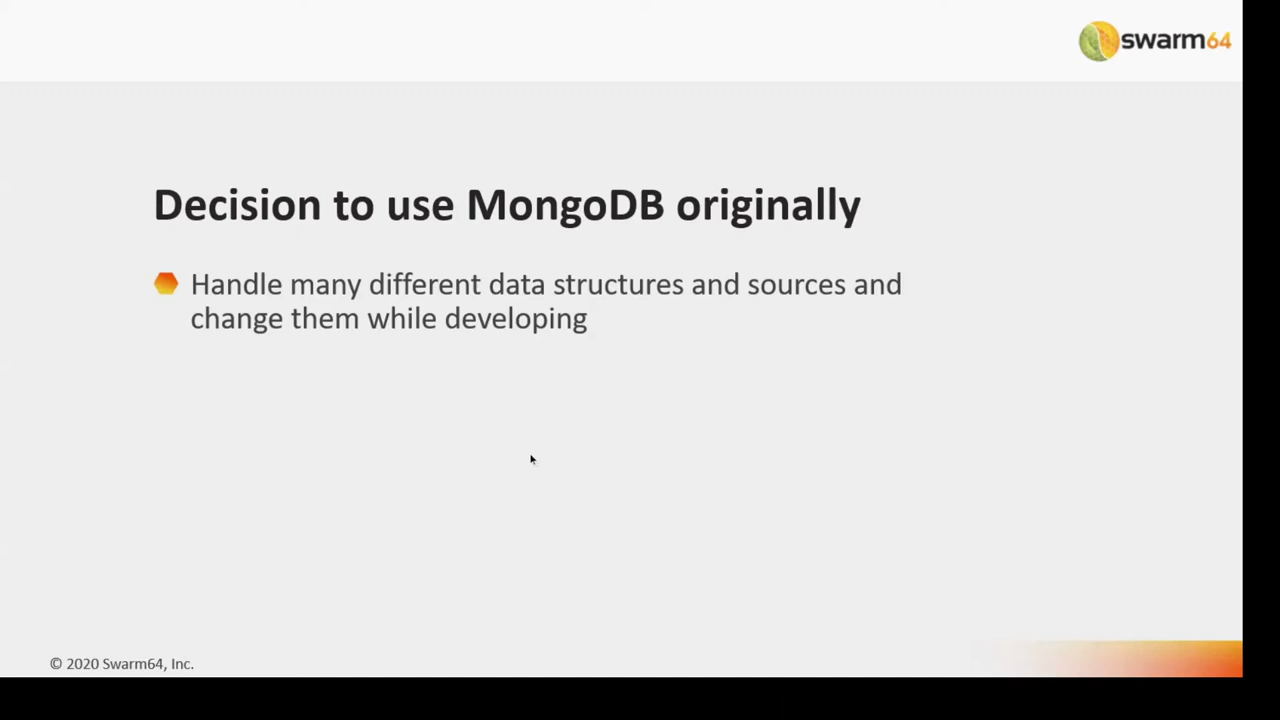 swarm64
Decision to use MongoDB originally
Handle many different data structures and sources and
change them while developing
© 2020 Swarm64, Inc.